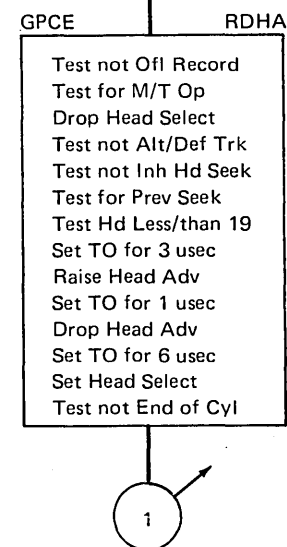 GPCE RDHA
Test not Ofl Record
Test for M/T Op
Drop Head Select
Test not Alt/Def Trk
Test not Inh Hd Seek
Test for Prev Seek
Test Hd Less/than 19
Set TO for 3 usec
Raise Head Adv
Set TO for 1 usec
Drop Head Adv
Set TO for 6 usec
Set Head Select
Test not End of Cyl
1